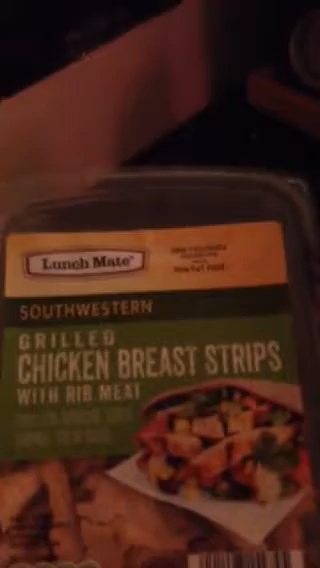 Lunch Mate
SOUTHWESTERN
GRILLED
CHICKEN BREAST STRIPS
WITH RIB MEAT